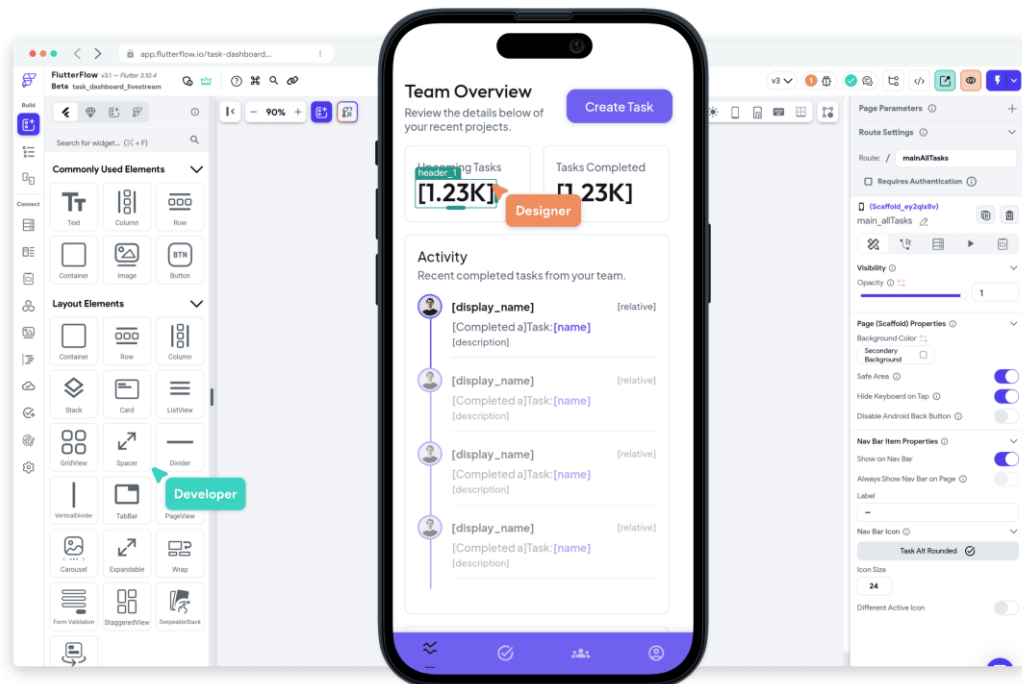 app.flutterflow.io/task-dashboard...
FlutterFlow v3.1 – Flutter 3.10.4
Beta task_dashboard_livestream
v3
1
Build
Connect
Search for widget... (⌘ + F)
Commonly Used Elements
Text
Column
Row
Container
Image
BTN
Button
Layout Elements
Container
Row
Column
Stack
Card
ListView
GridView
Spacer
Divider
VerticalDivider
TabBar
PageView
Carousel
Expandable
Wrap
Form Validation
StaggeredView
SwipeableStack
Developer
90%
Team Overview
Review the details below of
your recent projects.
Create Task
Upcoming Tasks
header_1
[1.23K]
Tasks Completed
[1.23K]
Designer
Activity
Recent completed tasks from your team.
[display_name]
[relative]
[Completed a]Task:[name]
[description]
[display_name]
[relative]
[Completed a]Task:[name]
[description]
[display_name]
[relative]
[Completed a]Task:[name]
[description]
[display_name]
[relative]
[Completed a]Task:[name]
[description]
Page Parameters
Route Settings
Route: / mainAllTasks
Requires Authentication
(Scaffold_ey2qlx8v)
main_allTasks
Visibility
Opacity
1
Page (Scaffold) Properties
Background Color
Secondary
Background
Safe Area
Hide Keyboard on Tap
Disable Android Back Button
Nav Bar Item Properties
Show on Nav Bar
Always Show Nav Bar on Page
Label
–
Nav Bar Icon
Task Alt Rounded
Icon Size
24
Different Active Icon